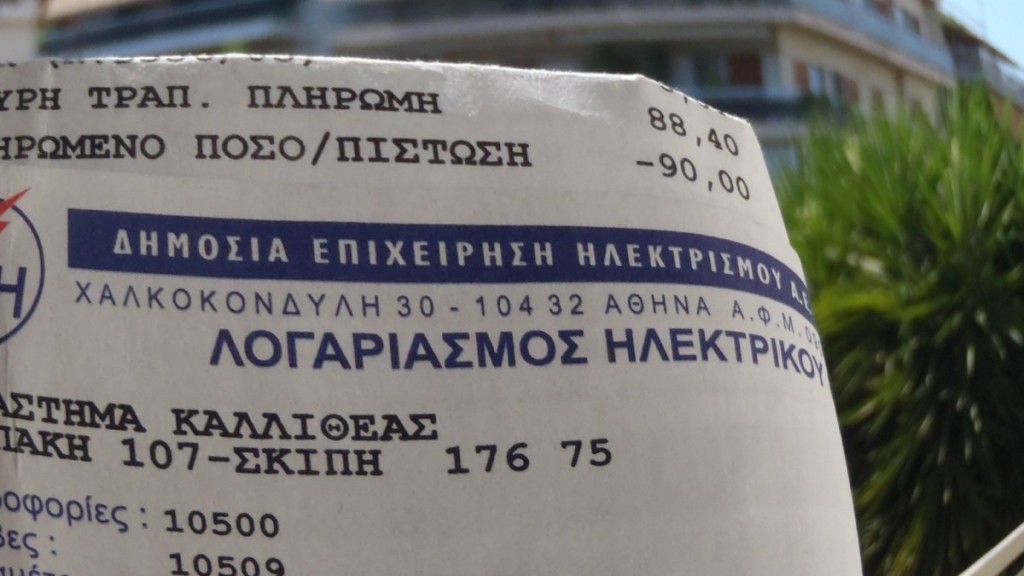 ΤΡΑΠ. ΠΛΗΡΩΜΗ 88,40
ΠΟΣΟ/ΠΙΣΤΩΣΗ -90,00
ΔΗΜΟΣΙΑ ΕΠΙΧΕΙΡΗΣΗ ΗΛΕΚΤΡΙΣΜΟΥ
ΧΑΛΚΟΚΟΝΔΥΛΗ 30 - 104 32 ΑΘΗΝΑ Α.Φ.Μ.
ΛΟΓΑΡΙΑΣΜΟΣ ΗΛΕΚΤΡΙΚΟΥ
ΚΑΛΛΙΘΕΑΣ
107-ΣΚΙΠΗ 176 75
: 10500
:
10509